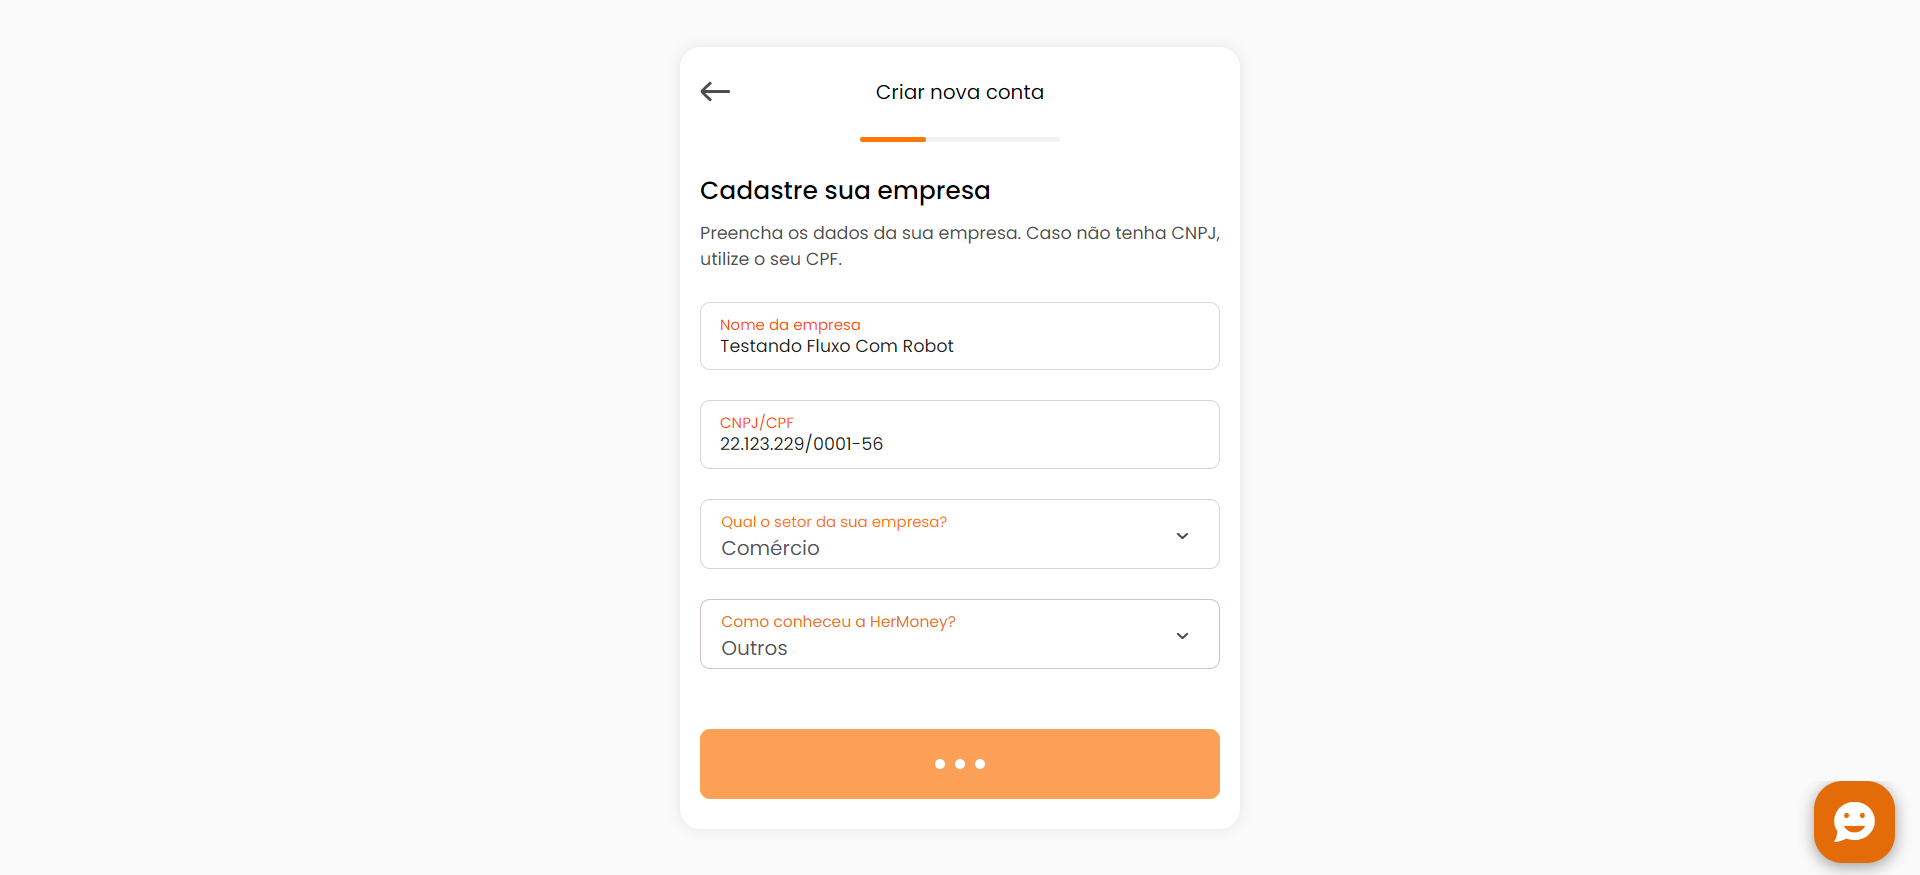 Criar nova conta
Cadastre sua empresa
Preencha os dados da sua empresa. Caso não tenha CNPJ,
utilize o seu CPF.
Nome da empresa
Testando Fluxo Com Robot
CNPJ/CPF
22.123.229/0001-56
Qual o setor da sua empresa?
Comércio
Como conheceu a HerMoney?
Outros